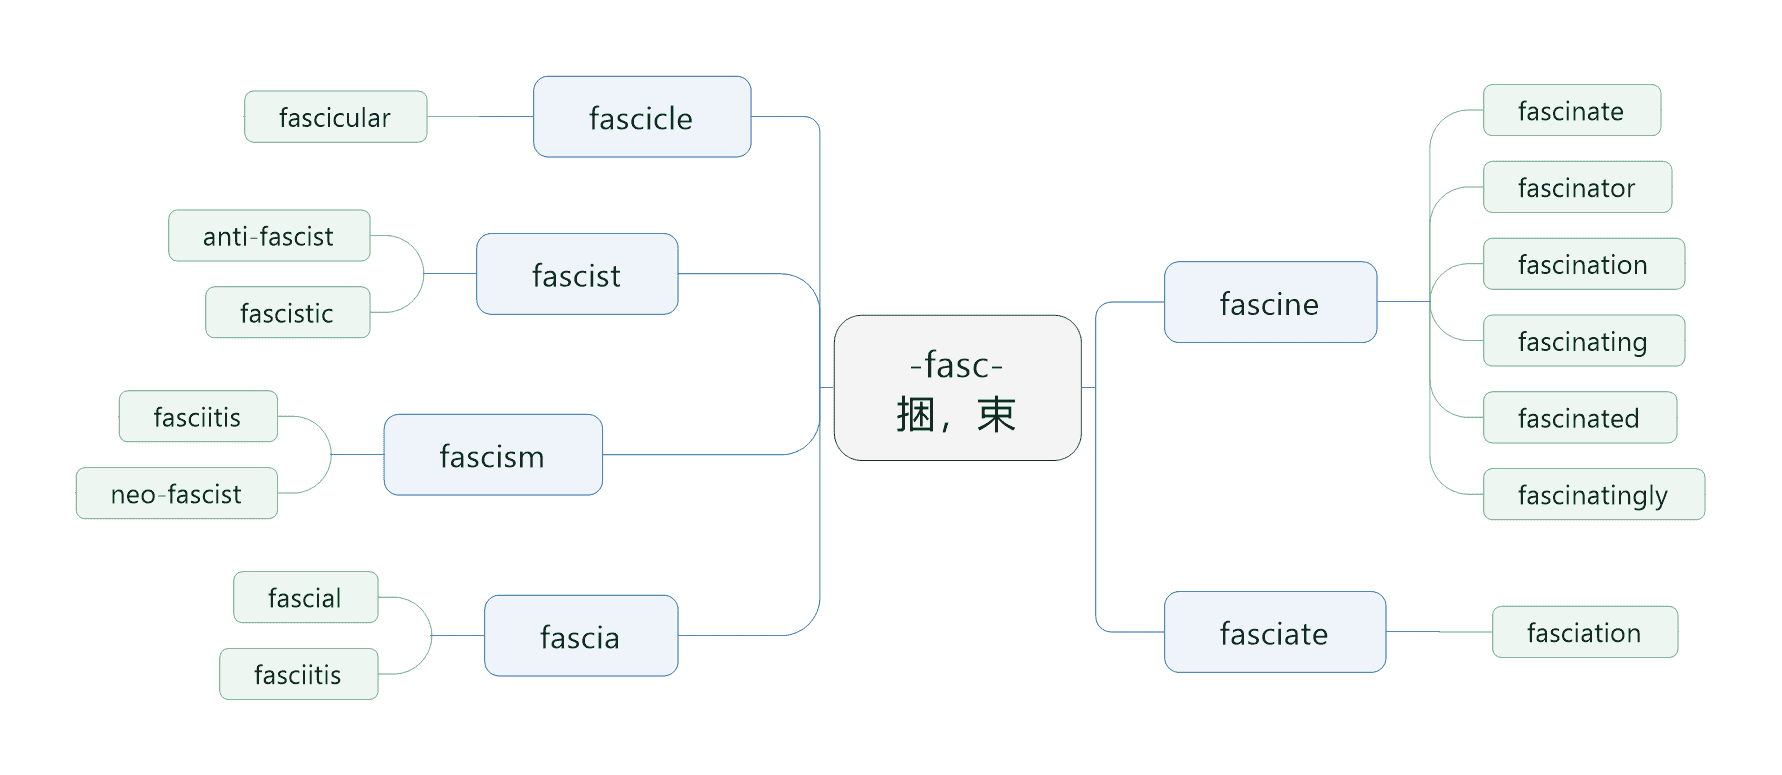 fascicular
fascicle
anti-fascist
fascistic
fascist
fasciitis
neo-fascist
fascism
fascial
fasciitis
fascia
-fasc-
捆，束
fascine
fascinate
fascinator
fascination
fascinating
fascinated
fascinatingly
fasciate
fasciation